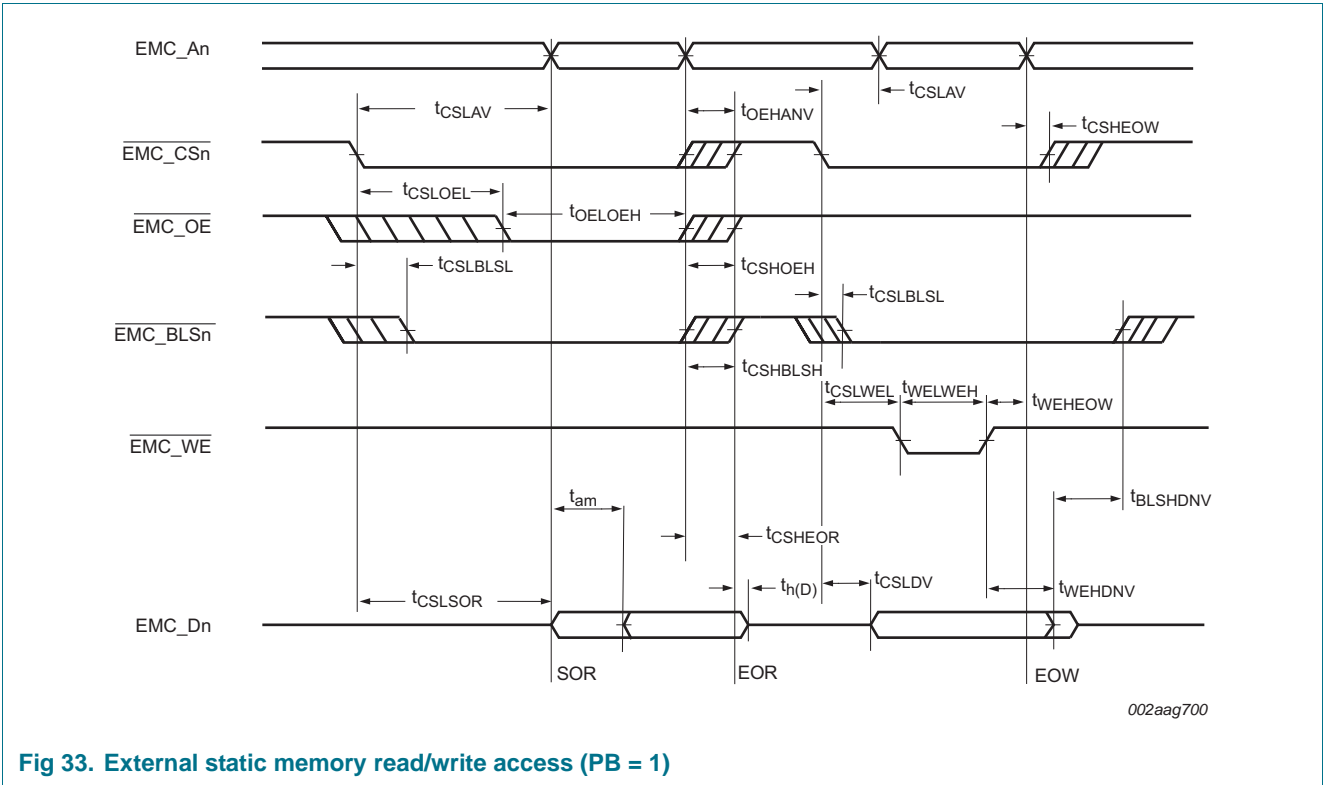 EMC_An
tCSLAV
tCSLAV
tOEHANV
tCSHEOW
EMC_CSn
tCSLOEL
tOELOEH
EMC_OE
tCSLBLSL
tCSHOEH
tCSLBLSL
EMC_BLSn
tCSHBLSH
tCSLWEL
tWELWEH
tWEHEOW
EMC_WE
tam
tBLSHDNV
tCSHEOR
th(D)
tCSLDV
tCSLSOR
tWEHDNV
EMC_Dn
SOR
EOR
EOW
002aag700
Fig 33. External static memory read/write access (PB = 1)